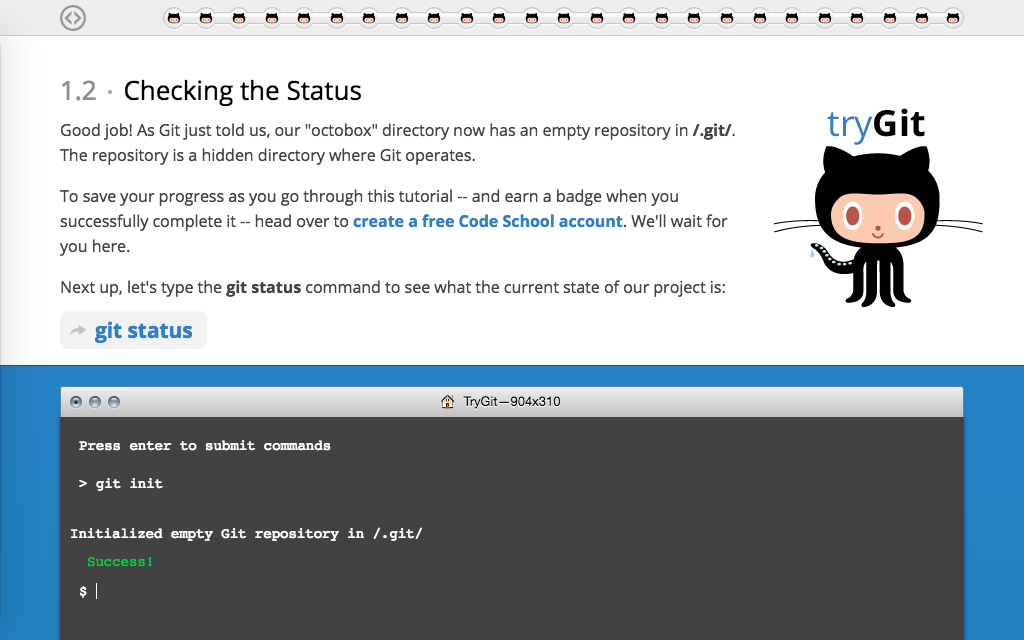 1.2 · Checking the Status
Good job! As Git just told us, our "octobox" directory now has an empty repository in /.git/.
The repository is a hidden directory where Git operates.
To save your progress as you go through this tutorial -- and earn a badge when you
successfully complete it -- head over to create a free Code School account. We'll wait for
you here.
Next up, let's type the git status command to see what the current state of our project is:
git status
tryGit
TryGit—904x310
Press enter to submit commands
> git init
Initialized empty Git repository in /.git/
Success!
$